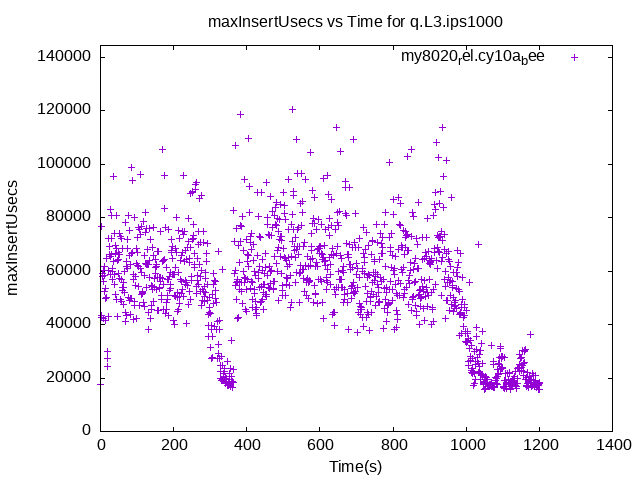 maxInsertUsecs vs Time for q.L3.ips1000
my8020rel.cy10abee
140000
120000
100000
80000
60000
40000
20000
0
maxInsertUsecs
0 200 400 600 800 1000 1200 1400
Time(s)